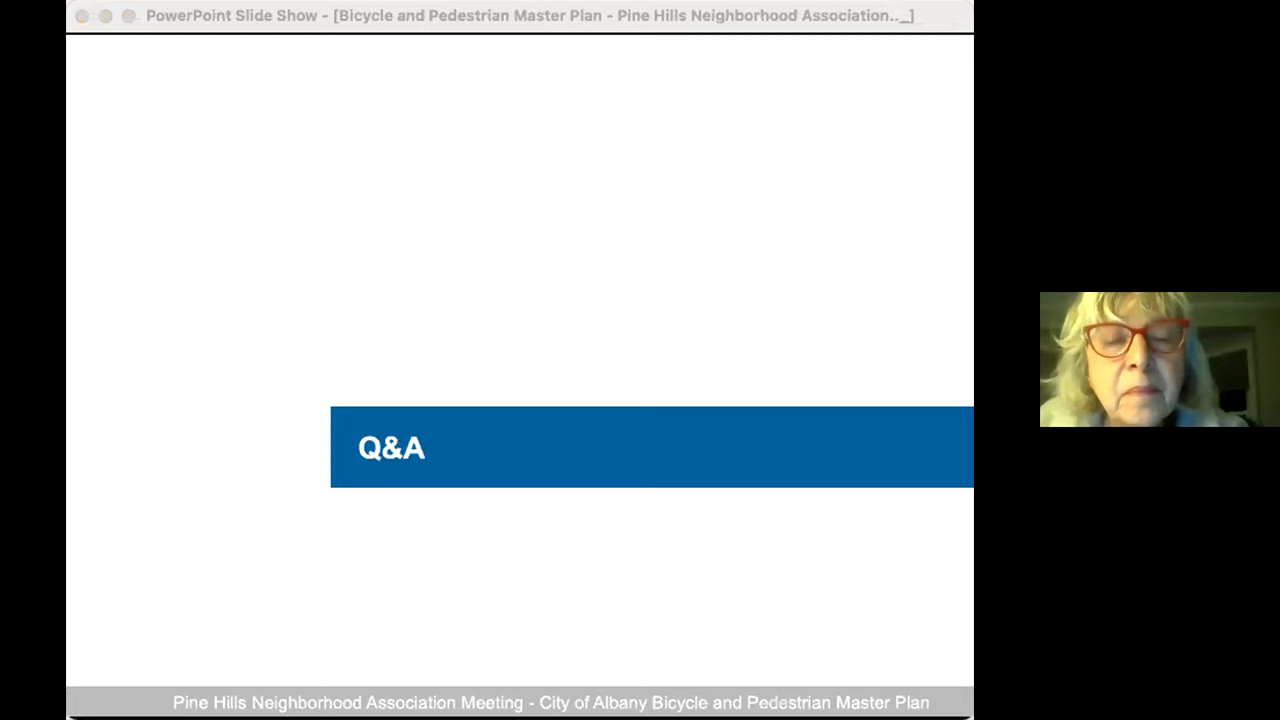 PowerPoint Slide Show - [Bicycle and Pedestrian Master Plan - Pine Hills Neighborhood Association.._]
Q&A
Pine Hills Neighborhood Association Meeting - City of Albany Bicycle and Pedestrian Master Plan